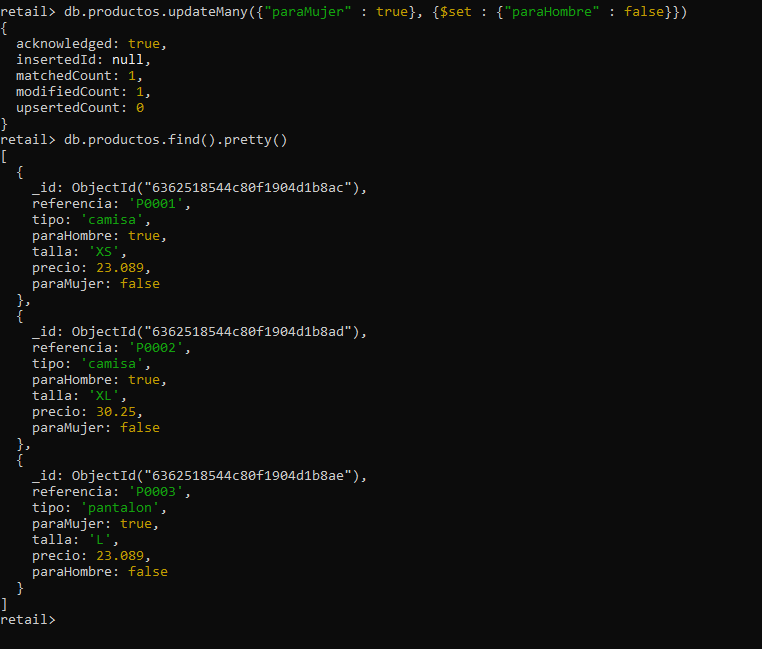 retail> db.productos.updateMany({"paraMujer" : true}, {$set : {"paraHombre" : false}})
{
  acknowledged: true,
  insertedId: null,
  matchedCount: 1,
  modifiedCount: 1,
  upsertedCount: 0
}
retail> db.productos.find().pretty()
[
  {
    _id: ObjectId("6362518544c80f1904d1b8ac"),
    referencia: 'P0001',
    tipo: 'camisa',
    paraHombre: true,
    talla: 'XS',
    precio: 23.089,
    paraMujer: false
  },
  {
    _id: ObjectId("6362518544c80f1904d1b8ad"),
    referencia: 'P0002',
    tipo: 'camisa',
    paraHombre: true,
    talla: 'XL',
    precio: 30.25,
    paraMujer: false
  },
  {
    _id: ObjectId("6362518544c80f1904d1b8ae"),
    referencia: 'P0003',
    tipo: 'pantalon',
    paraMujer: true,
    talla: 'L',
    precio: 23.089,
    paraHombre: false
  }
]
retail>